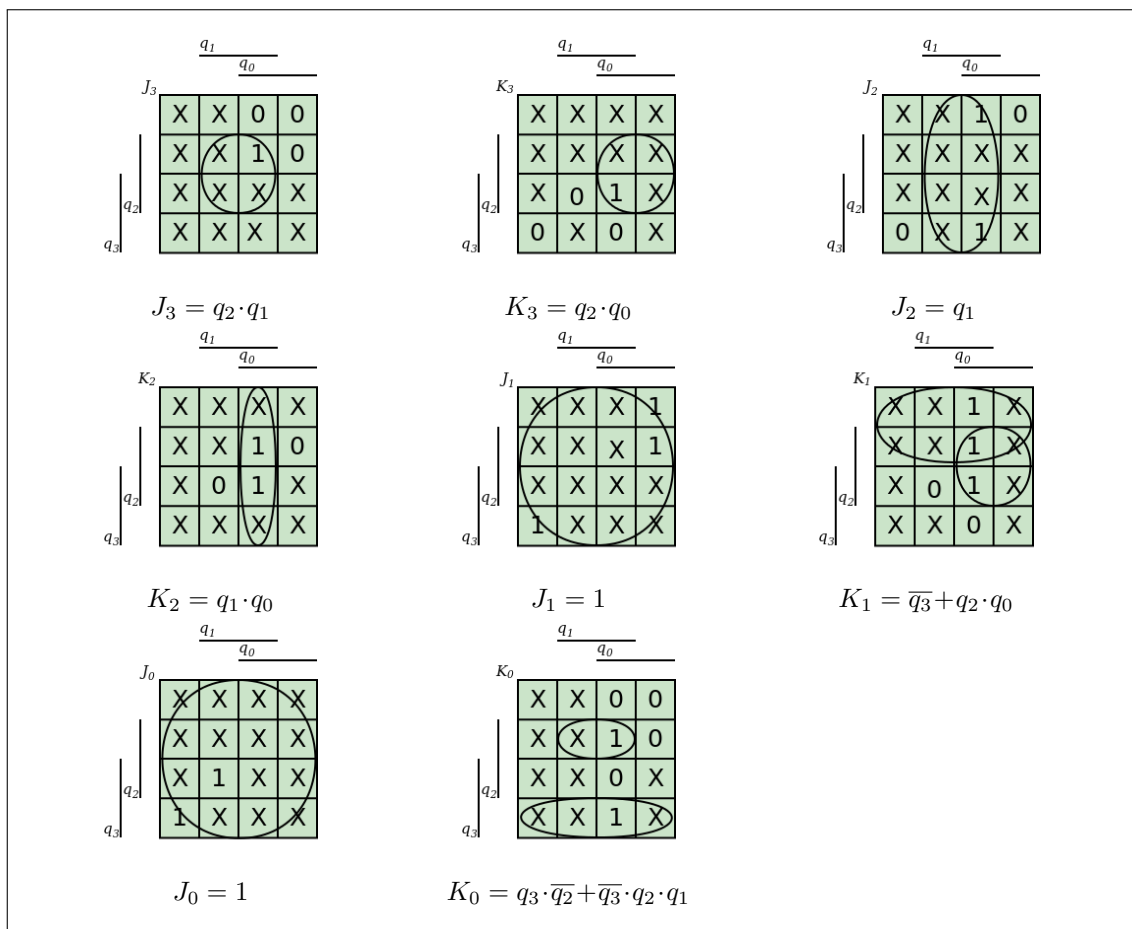 q1 q1 q1
q0 q0 q0
J3 K3 J2
X X 0 0 X X X X X X 1 0
X X 1 0 X X X X X X X X
X X X X X 0 1 X X X X X
q2 q2 q2
X X X X 0 X 0 X 0 X 1 X
q3 q3 q3
J3 = q2·q1 K3 = q2·q0 J2 = q1
q1 q1 q1
q0 q0 q0
K2 J1 K1
X X X X X X X 1 X X 1 X
X X 1 0 X X X 1 X X 1 X
X 0 1 X X X X X X 0 1 X
q2 q2 q2
X X X X 1 X X X X X 0 X
q3 q3 q3
K2 = q1·q0 J1 = 1 K1 = q̅3̅+q2·q0
q1 q1
q0 q0
J0 K0
X X X X X X 0 0
X X X X X X 1 0
X 1 X X X X 0 X
q2 q2
1 X X X X X 1 X
q3 q3
J0 = 1 K0 = q3·q̅2̅+q̅3̅·q2·q1